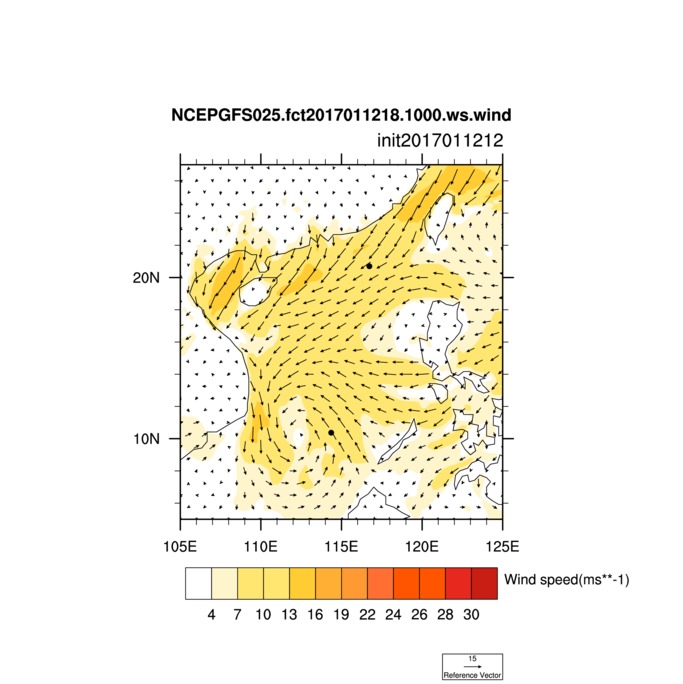 NCEPGFS025.fct2017011218.1000.ws.wind
init2017011212
20N
10N
105E 110E 115E 120E 125E
Wind speed(ms**-1)
4 7 10 13 16 19 22 24 26 28 30
15
Reference Vector